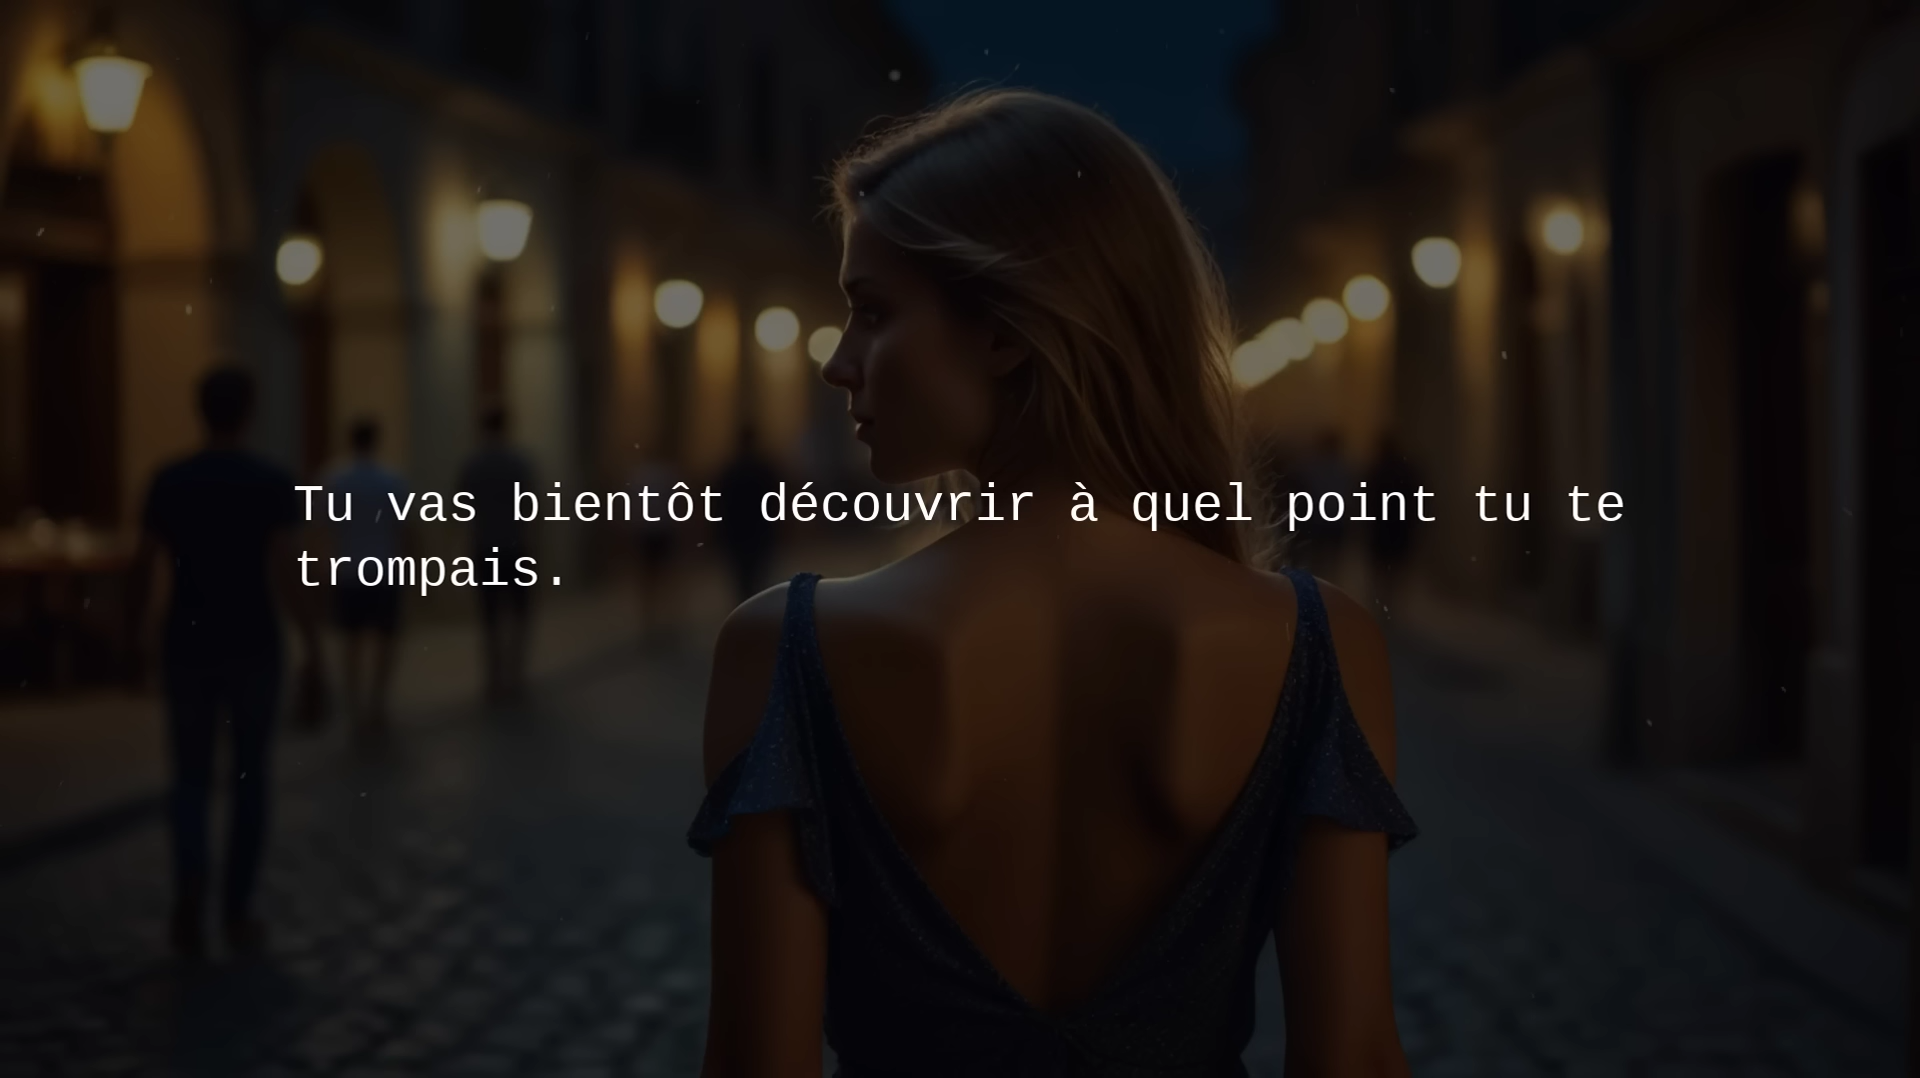 Tu vas bientôt découvrir à quel point tu te
trompais.